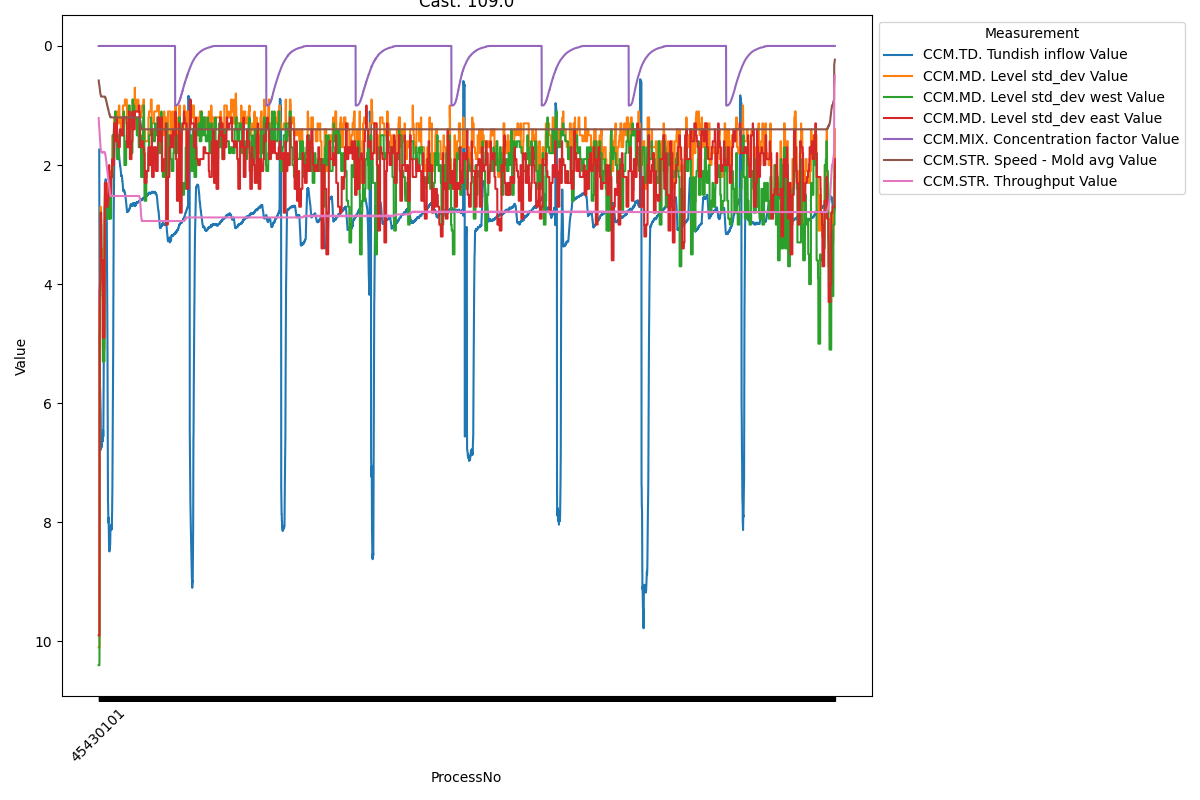 Cast: 109.0
Measurement
CCM.TD. Tundish inflow Value
CCM.MD. Level std_dev Value
CCM.MD. Level std_dev west Value
CCM.MD. Level std_dev east Value
CCM.MIX. Concentration factor Value
CCM.STR. Speed - Mold avg Value
CCM.STR. Throughput Value
0
2
4
6
8
10
Value
45430101
ProcessNo